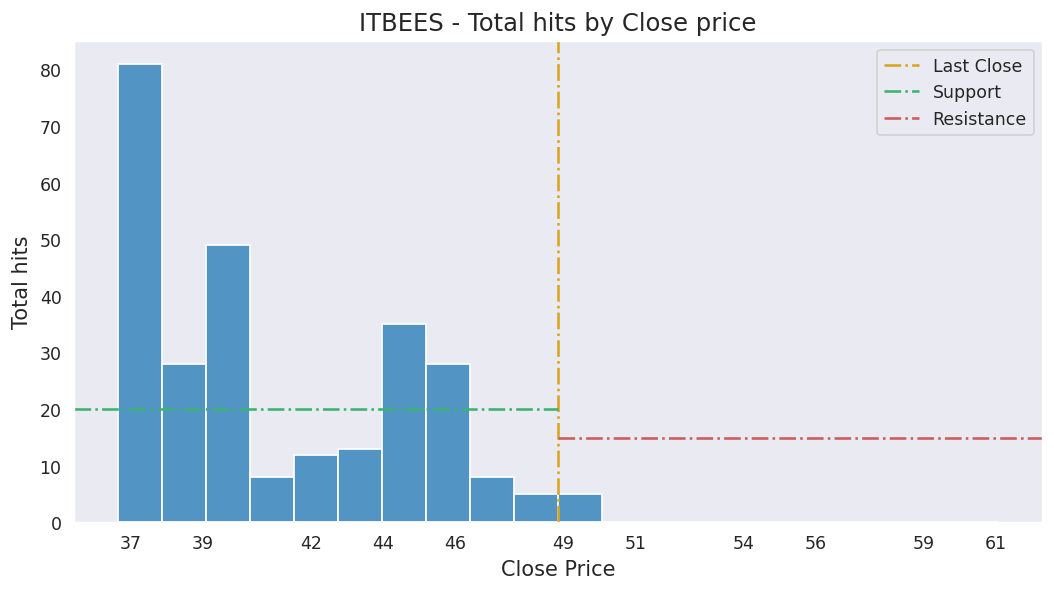 ITBEES - Total hits by Close price
Last Close
Support
Resistance
Total hits
80
70
60
50
40
30
20
10
0
37 39 42 44 46 49 51 54 56 59 61
Close Price